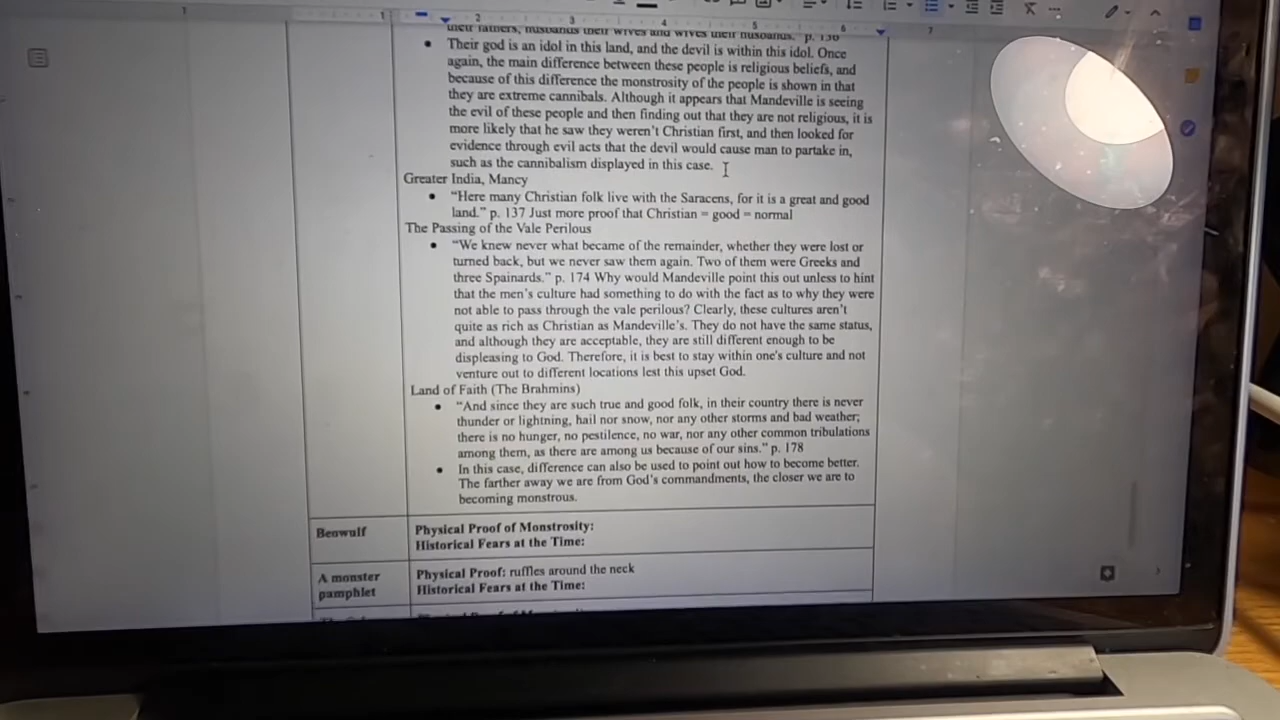 their fathers, husbands their wives and wives their husbands." p. 136
Their god is an idol in this land, and the devil is within this idol. Once
again, the main difference between these people is religious beliefs, and
because of this difference the monstrosity of the people is shown in that
they are extreme cannibals. Although it appears that Mandeville is seeing
the evil of these people and then finding out that they are not religious, it is
more likely that he saw they weren't Christian first, and then looked for
evidence through evil acts that the devil would cause man to partake in,
such as the cannibalism displayed in this case.
Greater India, Mancy
"Here many Christian folk live with the Saracens, for it is a great and good
land." p. 137 Just more proof that Christian = good = normal
The Passing of the Vale Perilous
"We knew never what became of the remainder, whether they were lost or
turned back, but we never saw them again. Two of them were Greeks and
three Spainards." p. 174 Why would Mandeville point this out unless to hint
that the men's culture had something to do with the fact as to why they were
not able to pass through the vale perilous? Clearly, these cultures aren't
quite as rich as Christian as Mandeville's. They do not have the same status,
and although they are acceptable, they are still different enough to be
displeasing to God. Therefore, it is best to stay within one's culture and not
venture out to different locations lest this upset God.
Land of Faith (The Brahmins)
"And since they are such true and good folk, in their country there is never
thunder or lightning, hail nor snow, nor any other storms and bad weather;
there is no hunger, no pestilence, no war, nor any other common tribulations
among them, as there are among us because of our sins." p. 178
In this case, difference can also be used to point out how to become better.
The farther away we are from God's commandments, the closer we are to
becoming monstrous.
Beowulf
Physical Proof of Monstrosity:
Historical Fears at the Time:
A monster
pamphlet
Physical Proof: ruffles around the neck
Historical Fears at the Time: